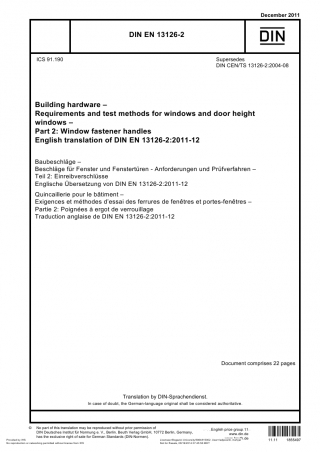 December 2011
DIN EN 13126-2
DIN
ICS 91.190
Supersedes
DIN CEN/TS 13126-2:2004-08
Building hardware –
Requirements and test methods for windows and door height
windows –
Part 2: Window fastener handles
English translation of DIN EN 13126-2:2011-12
Baubeschläge –
Beschläge für Fenster und Fenstertüren - Anforderungen und Prüfverfahren –
Teil 2: Einreibverschlüsse
Englische Übersetzung von DIN EN 13126-2:2011-12
Quincaillerie pour le bâtiment –
Exigences et méthodes d'essai des ferrures de fenêtres et portes-fenêtres –
Partie 2: Poignées à ergot de verrouillage
Traduction anglaise de DIN EN 13126-2:2011-12
Document comprises 22 pages
Translation by DIN-Sprachendienst.
In case of doubt, the German-language original shall be considered authoritative.
© No part of this translation may be reproduced without prior permission of
DIN Deutsches Institut für Normung e. V., Berlin. Beuth Verlag GmbH, 10772 Berlin, Germany,
has the exclusive right of sale for German Standards (DIN-Normen).
English price group 11
www.din.de
11.11